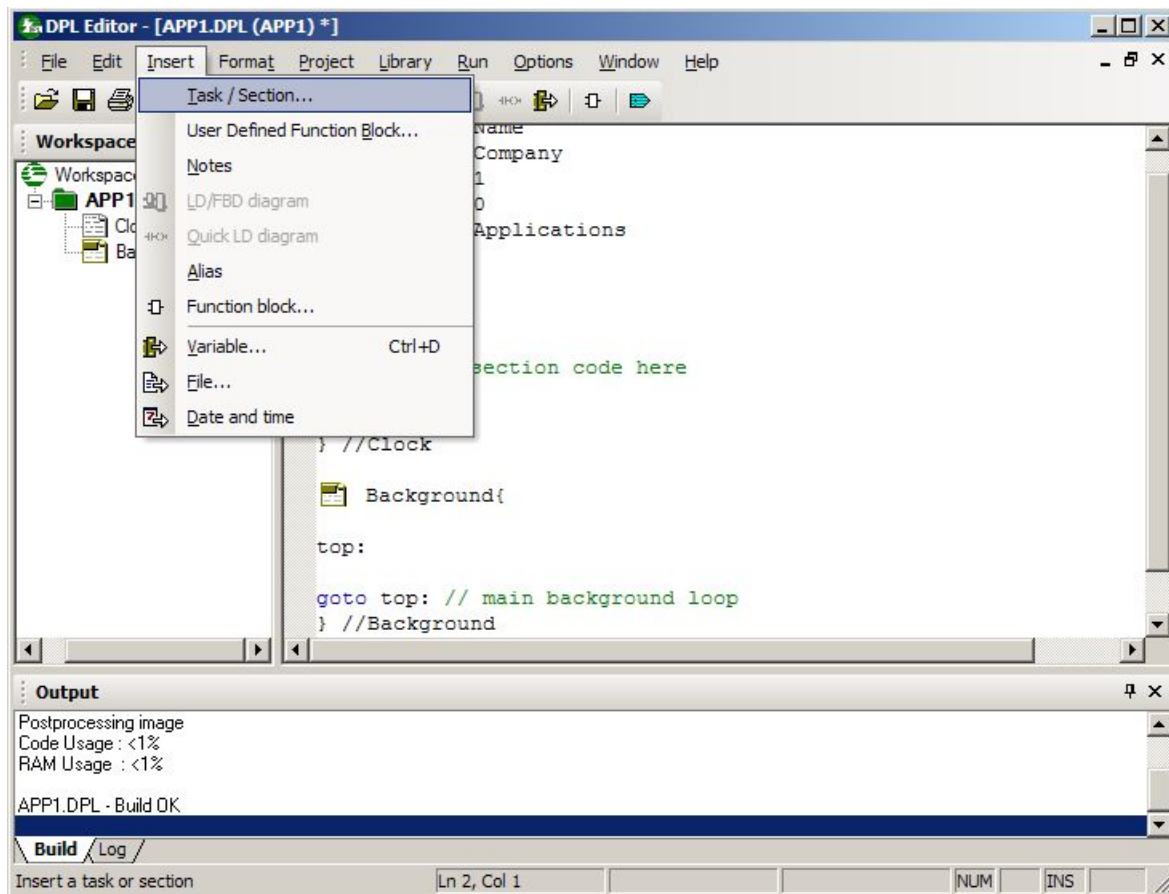 DPL Editor - [APP1.DPL (APP1) *]
File Edit Insert Format Project Library Run Options Window Help
Task / Section...
User Defined Function Block...
Notes
LD/FBD diagram
Quick LD diagram
Alias
Function block...
Variable... Ctrl+D
File...
Date and time
Workspace
Workspac
APP1
Clo
Ba
Name
Company
1
0
Applications
section code here
} //Clock
Background{
top:
goto top: // main background loop
} //Background
Output
Postprocessing image
Code Usage : <1%
RAM Usage : <1%
APP1.DPL - Build OK
Build Log
Insert a task or section Ln 2, Col 1 NUM INS